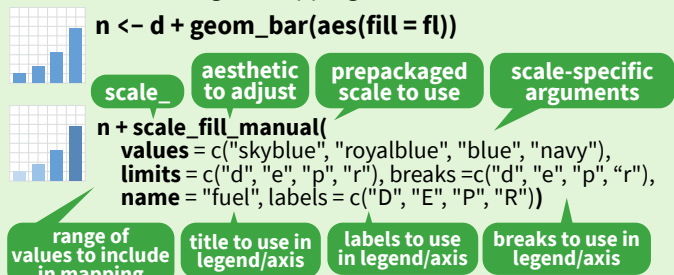 n <– d + geom_bar(aes(fill = fl))
scale_
aesthetic
to adjust
prepackaged
scale to use
scale-specific
arguments
n + scale_fill_manual(
values = c("skyblue", "royalblue", "blue", "navy"),
limits = c("d", "e", "p", "r"), breaks =c("d", "e", "p", “r"),
name = "fuel", labels = c("D", "E", "P", "R"))
range of
values to include
in mapping
title to use in
legend/axis
labels to use
in legend/axis
breaks to use in
legend/axis